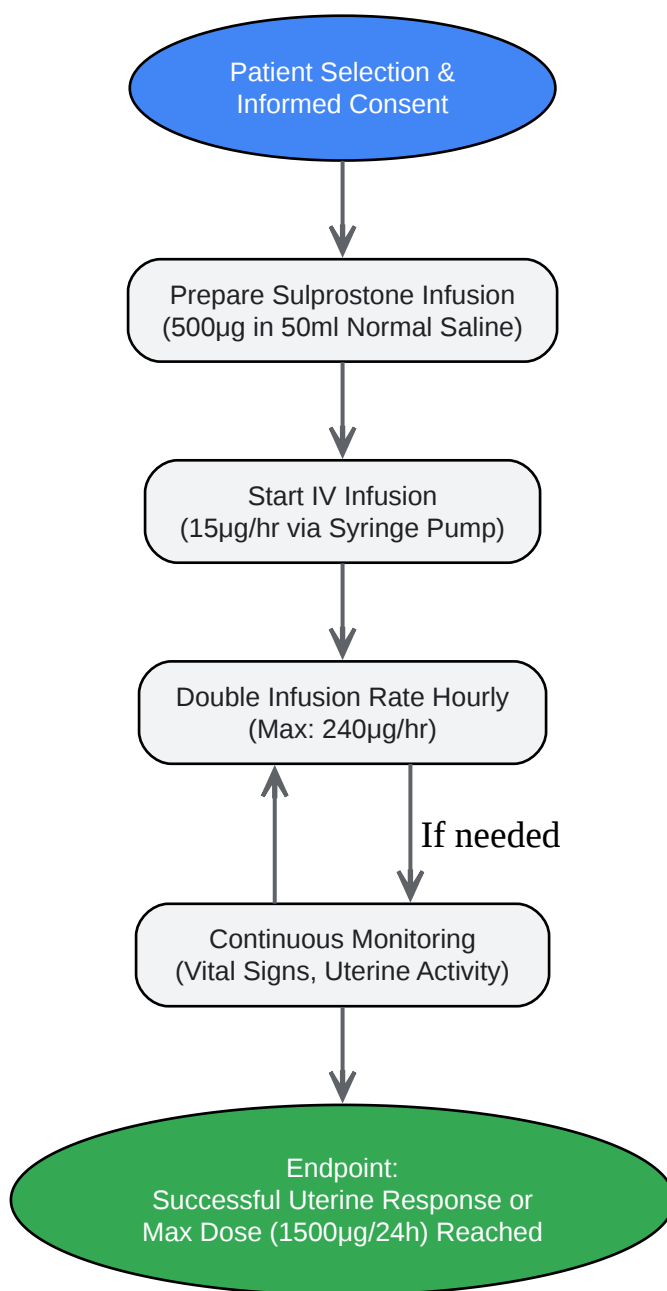 Patient Selection &
Informed Consent
Prepare Sulprostone Infusion
(500μg in 50ml Normal Saline)
Start IV Infusion
(15μg/hr via Syringe Pump)
Double Infusion Rate Hourly
(Max: 240μg/hr)
If needed
Continuous Monitoring
(Vital Signs, Uterine Activity)
Endpoint:
Successful Uterine Response or
Max Dose (1500μg/24h) Reached